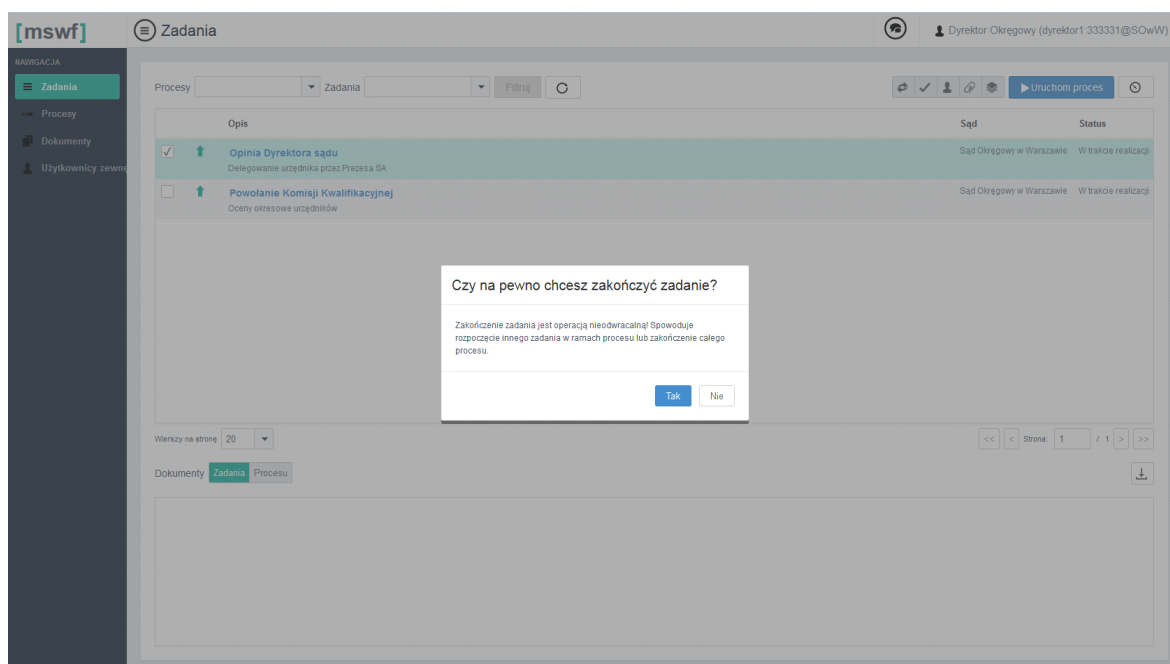 [mswf]
Zadania
Dyrektor Okręgowy (dyrektor1:333331@SOwW)
NAWIGACJA
Zadania
Procesy
Dokumenty
Użytkownicy zewnę
Procesy
Zadania
Filtruj
Uruchom proces
Opis
Sąd
Status
Opinia Dyrektora sądu
Delegowanie urzędnika przez Prezesa SA
Sąd Okręgowy w Warszawie
W trakcie realizacji
Powołanie Komisji Kwalifikacyjnej
Oceny okresowe urzędników
Sąd Okręgowy w Warszawie
W trakcie realizacji
Czy na pewno chcesz zakończyć zadanie?
Zakończenie zadania jest operacją nieodwracalną! Spowoduje
rozpoczęcie innego zadania w ramach procesu lub zakończenie całego
procesu.
Tak
Nie
Wierszy na stronę 20
<< < Strona: 1 / 1 > >>
Dokumenty Zadania Procesu